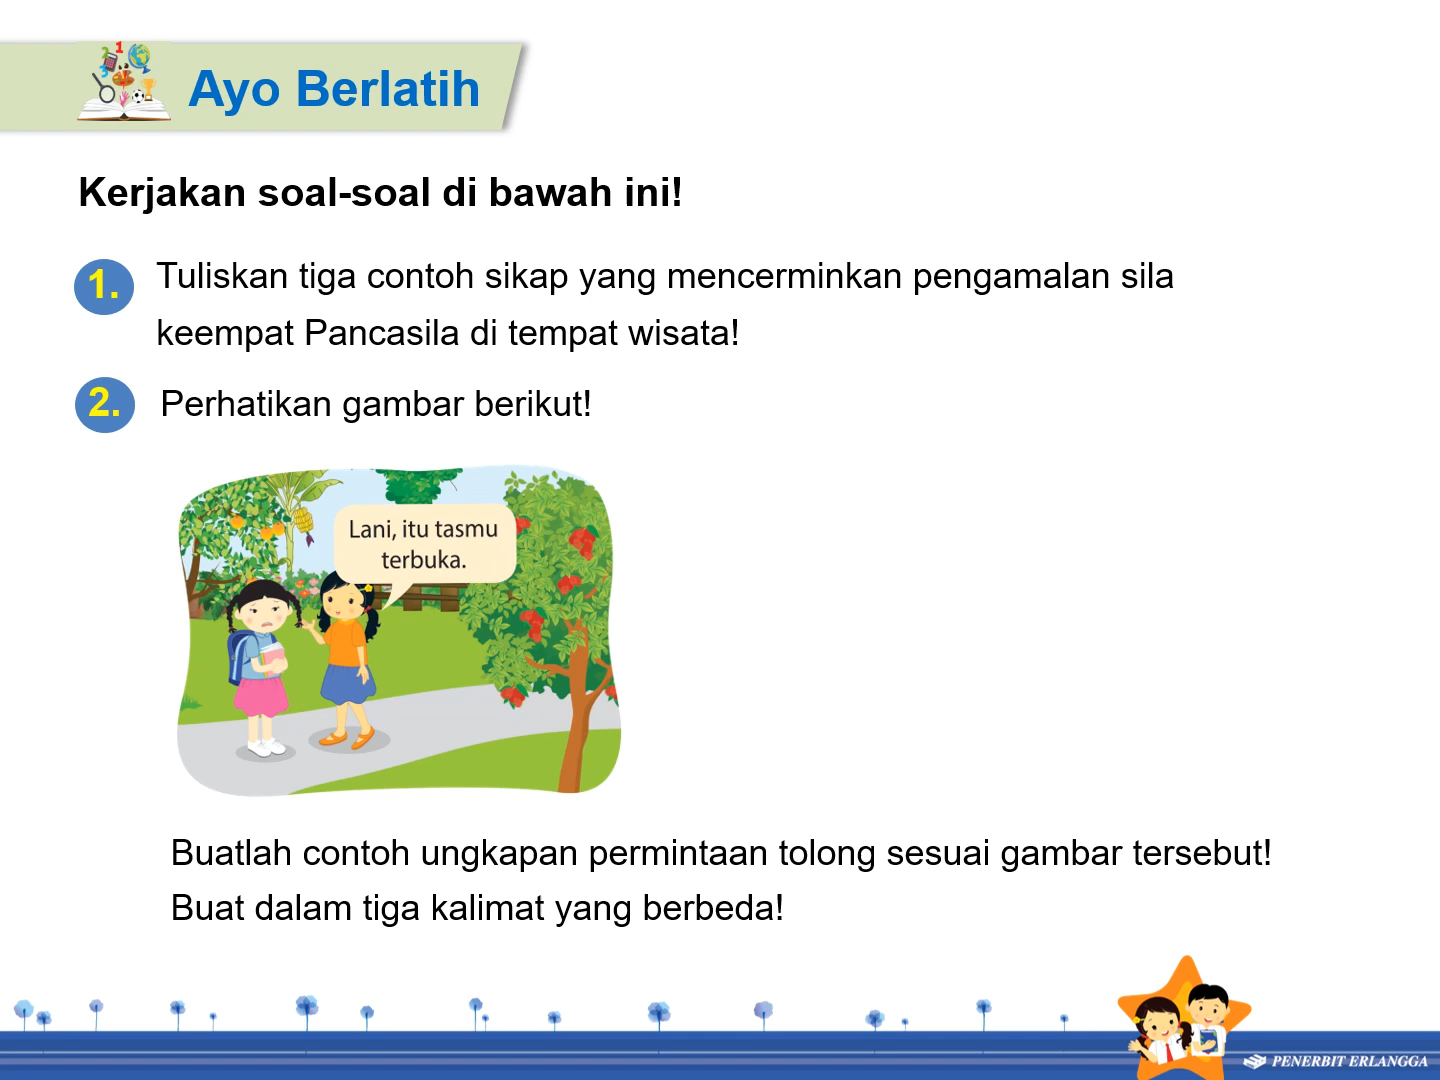 Ayo Berlatih
Kerjakan soal-soal di bawah ini!
1. Tuliskan tiga contoh sikap yang mencerminkan pengamalan sila
keempat Pancasila di tempat wisata!
2. Perhatikan gambar berikut!
Lani, itu tasmu
terbuka.
Buatlah contoh ungkapan permintaan tolong sesuai gambar tersebut!
Buat dalam tiga kalimat yang berbeda!
PENERBIT ERLANGGA